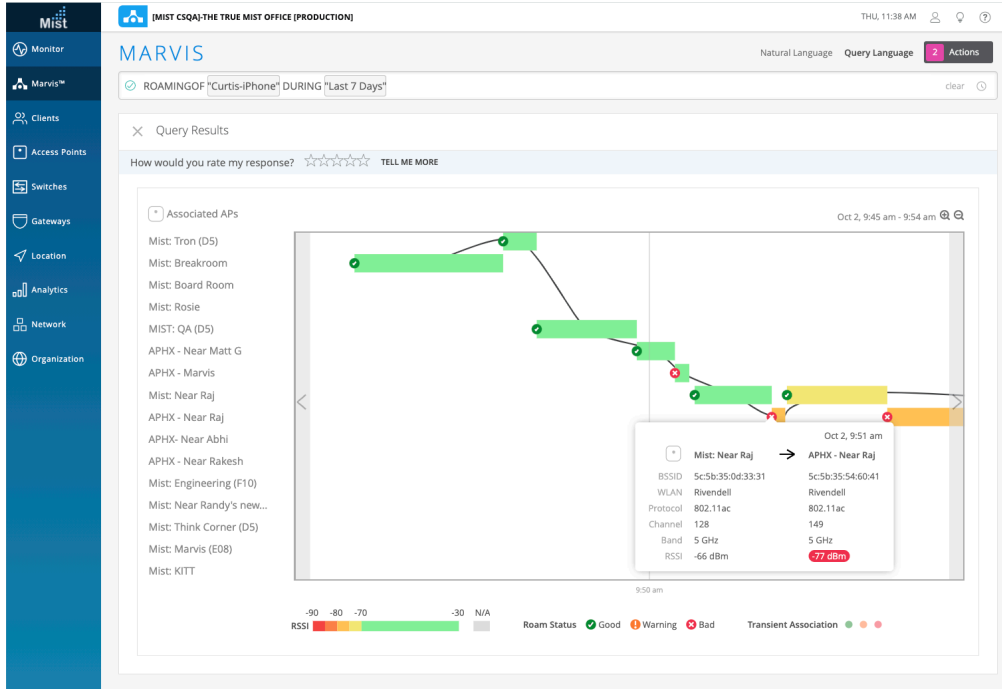 Mist
[MIST CSQA]-THE TRUE MIST OFFICE [PRODUCTION]
THU, 11:38 AM
Monitor
Marvis™
Clients
Access Points
Switches
Gateways
Location
Analytics
Network
Organization
MARVIS
Natural Language Query Language 2 Actions
ROAMINGOF "Curtis-iPhone" DURING "Last 7 Days"
clear
Query Results
How would you rate my response? TELL ME MORE
Associated APs
Oct 2, 9:45 am - 9:54 am
Mist: Tron (D5)
Mist: Breakroom
Mist: Board Room
Mist: Rosie
MIST: QA (D5)
APHX - Near Matt G
APHX - Marvis
Mist: Near Raj
APHX - Near Raj
APHX- Near Abhi
APHX - Near Rakesh
Mist: Engineering (F10)
Mist: Near Randy's new...
Mist: Think Corner (D5)
Mist: Marvis (E08)
Mist: KITT
Oct 2, 9:51 am
Mist: Near Raj → APHX - Near Raj
BSSID 5c:5b:35:0d:33:31 5c:5b:35:54:60:41
WLAN Rivendell Rivendell
Protocol 802.11ac 802.11ac
Channel 128 149
Band 5 GHz 5 GHz
RSSI -66 dBm -77 dBm
9:50 am
-90 -80 -70 -30 N/A
RSSI
Roam Status Good Warning Bad
Transient Association